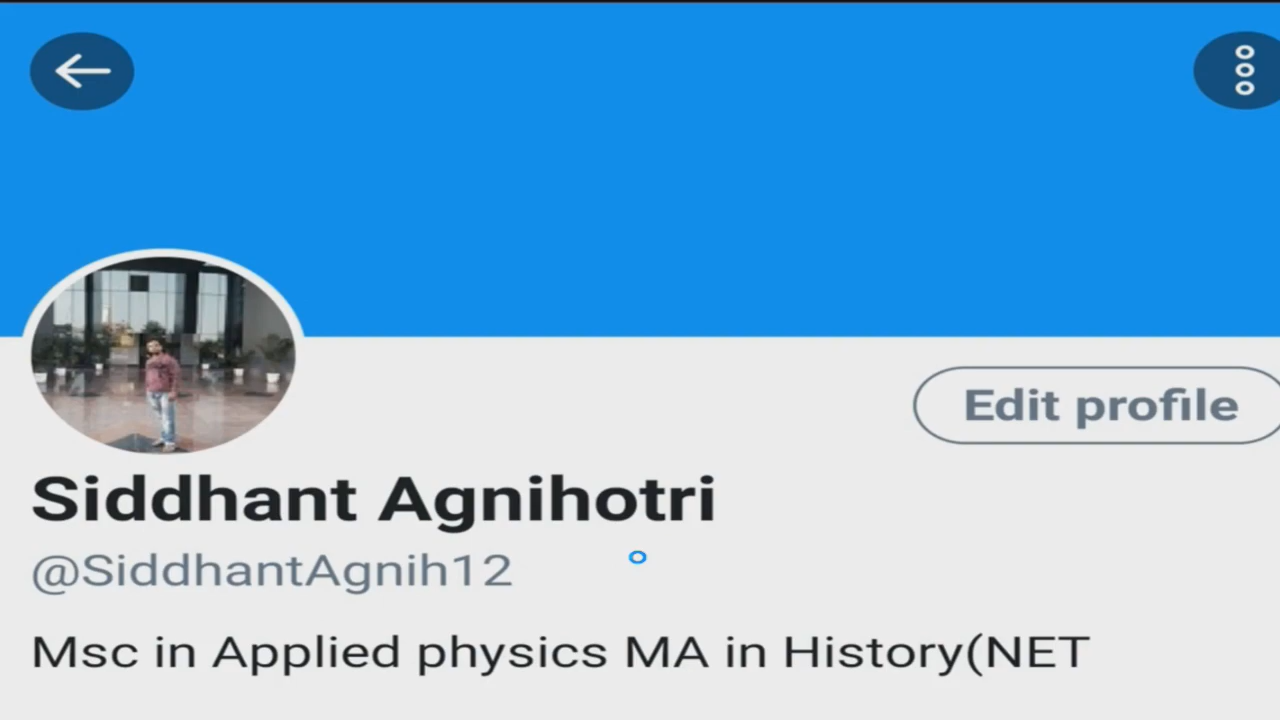 Edit profile
Siddhant Agnihotri
@SiddhantAgnih12
Msc in Applied physics MA in History(NET